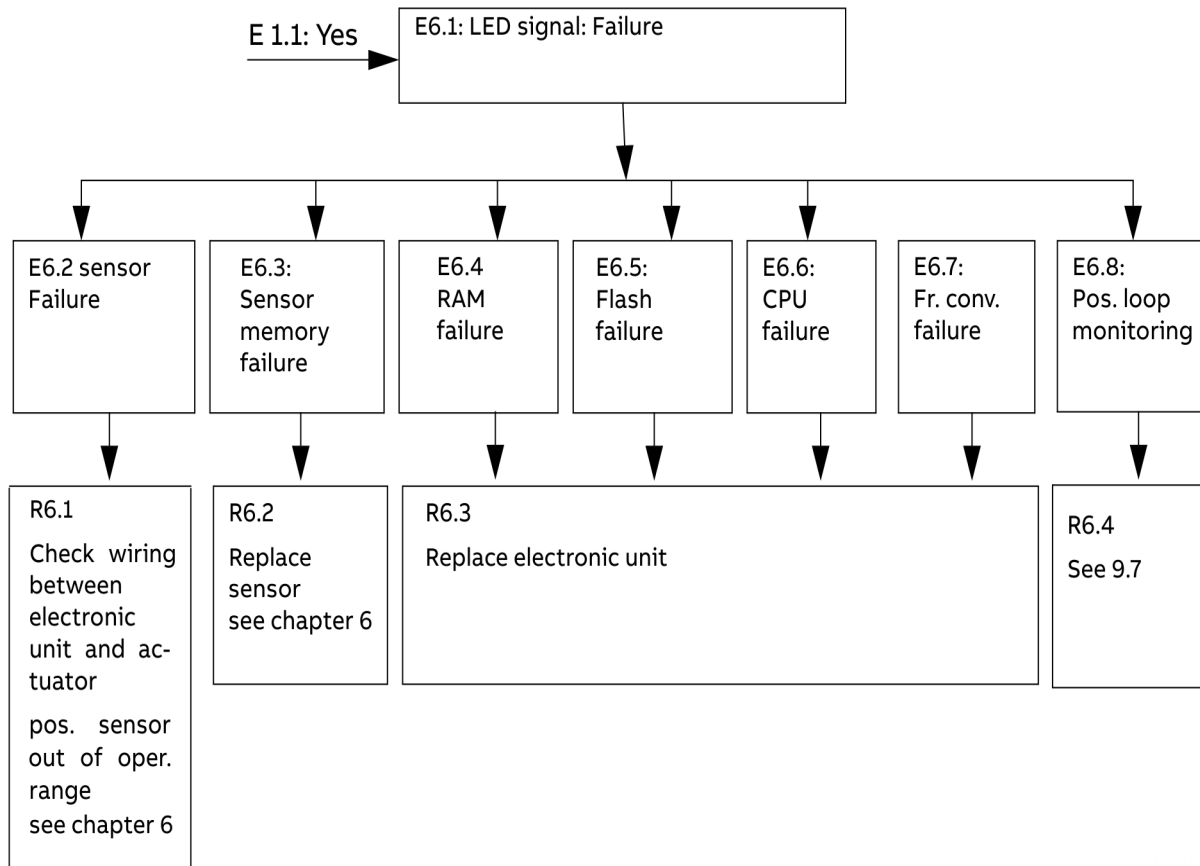 E 1.1: Yes
E6.1: LED signal: Failure
E6.2 sensor
Failure
E6.3:
Sensor
memory
failure
E6.4
RAM
failure
E6.5:
Flash
failure
E6.6:
CPU
failure
E6.7:
Fr. conv.
failure
E6.8:
Pos. loop
monitoring
R6.1
Check wiring
between
electronic
unit and ac-
tuator
pos. sensor
out of oper.
range
see chapter 6
R6.2
Replace
sensor
see chapter 6
R6.3
Replace electronic unit
R6.4
See 9.7